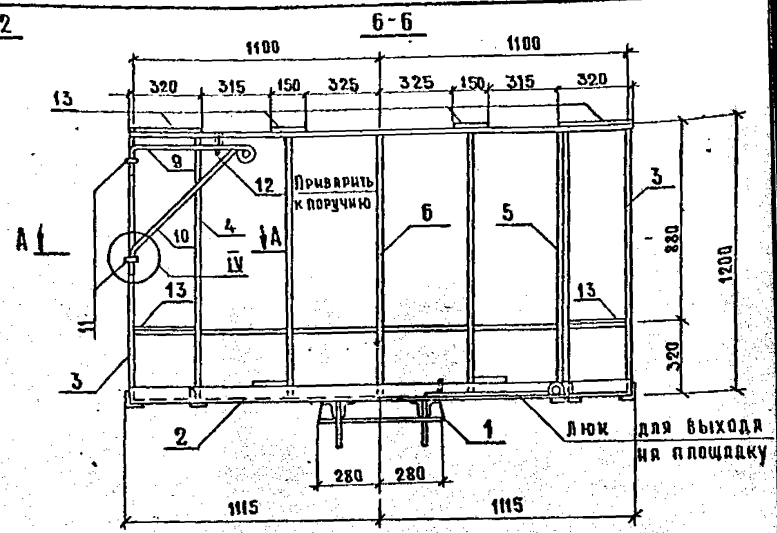 2
6-6
1100 1100
13 320 315 150 325 325 150 315 320
9
12
Приварить
к поручню
3
А
10
4
IV
А
6
5
880
1200
13
13
11
3
320
2
1
Люк для выхода
на площадку
280 280
1115 1115